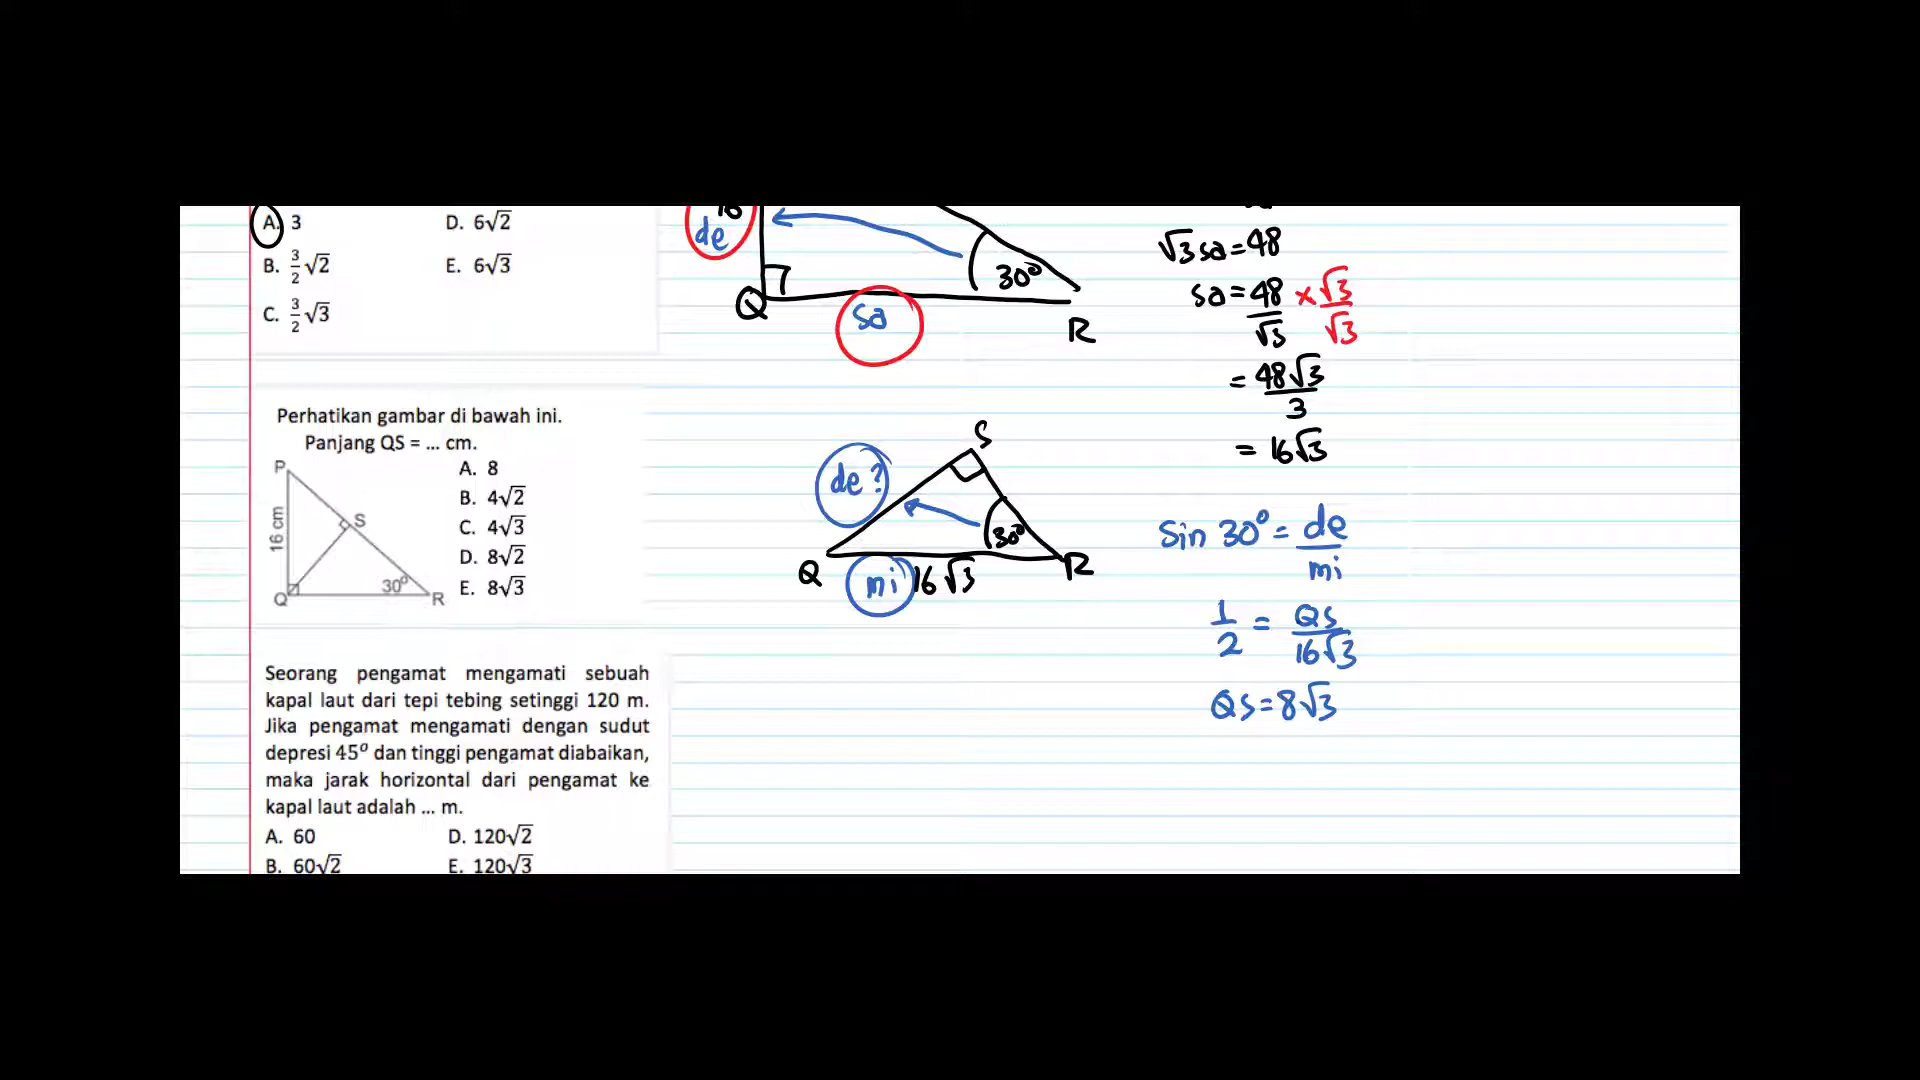 A. 3 D. 6√2
B. 3/2 √2 E. 6√3
C. 3/2 √3
de
30°
Q
sa
R
√3 sa = 48
sa = 48/√3 × √3/√3
= 48√3/3
= 16√3
Perhatikan gambar di bawah ini.
Panjang QS = ... cm.
P
S
16 cm
Q
30°
R
A. 8
B. 4√2
C. 4√3
D. 8√2
E. 8√3
S
de?
30°
Q
mi
16√3
R
Sin 30° = de/mi
1/2 = QS/16√3
QS = 8√3
Seorang pengamat mengamati sebuah
kapal laut dari tepi tebing setinggi 120 m.
Jika pengamat mengamati dengan sudut
depresi 45° dan tinggi pengamat diabaikan,
maka jarak horizontal dari pengamat ke
kapal laut adalah ... m.
A. 60 D. 120√2
B. 60√2 E. 120√3